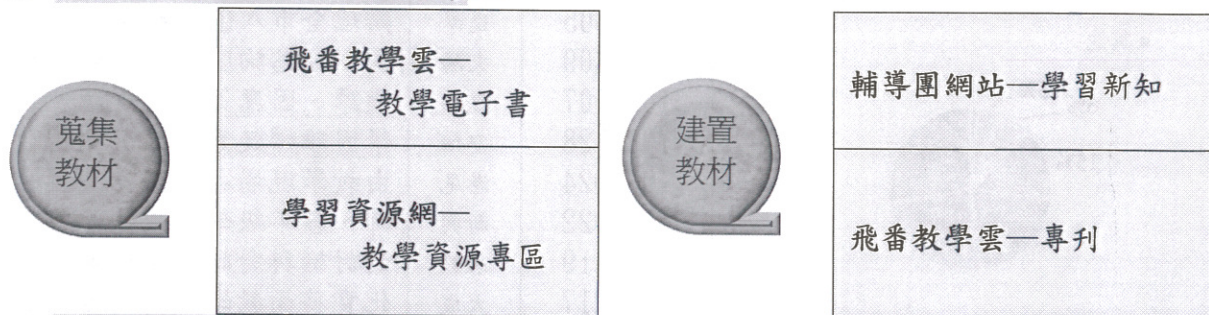 蒐集
教材
飛番教學雲—
教學電子書
學習資源網—
教學資源專區
建置
教材
輔導團網站—學習新知
飛番教學雲—專刊